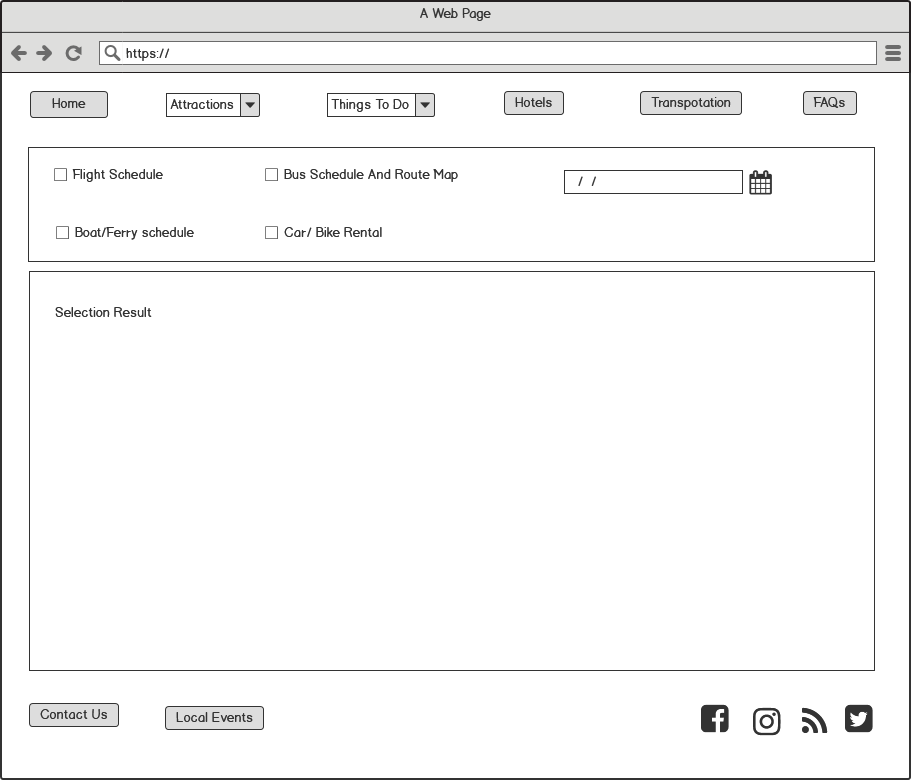 A Web Page
https://
Home Attractions Things To Do Hotels Transpotation FAQs
Flight Schedule Bus Schedule And Route Map / /
Boat/Ferry schedule Car/ Bike Rental
Selection Result
Contact Us Local Events